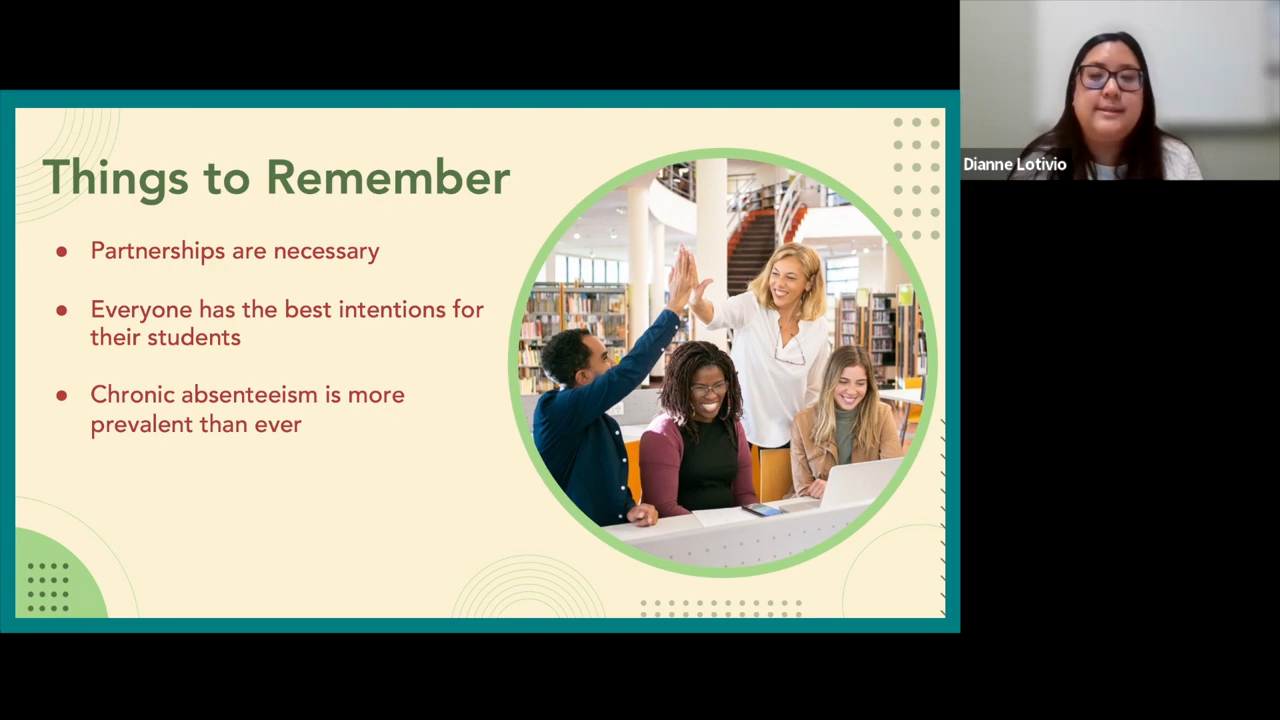 Things to Remember
● Partnerships are necessary
● Everyone has the best intentions for
their students
● Chronic absenteeism is more
prevalent than ever
Dianne Lotivio